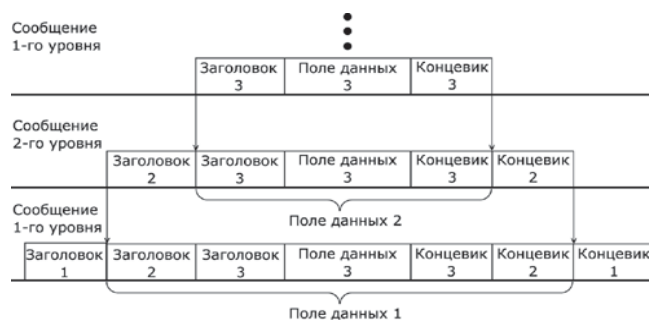 Сообщение
1-го уровня
Заголовок Поле данных Концевик
3 3 3
Сообщение
2-го уровня
Заголовок Заголовок Поле данных Концевик Концевик
2 3 3 3 2
Поле данных 2
Сообщение
1-го уровня
Заголовок Заголовок Заголовок Поле данных Концевик Концевик Концевик
1 2 3 3 3 2 1
Поле данных 1